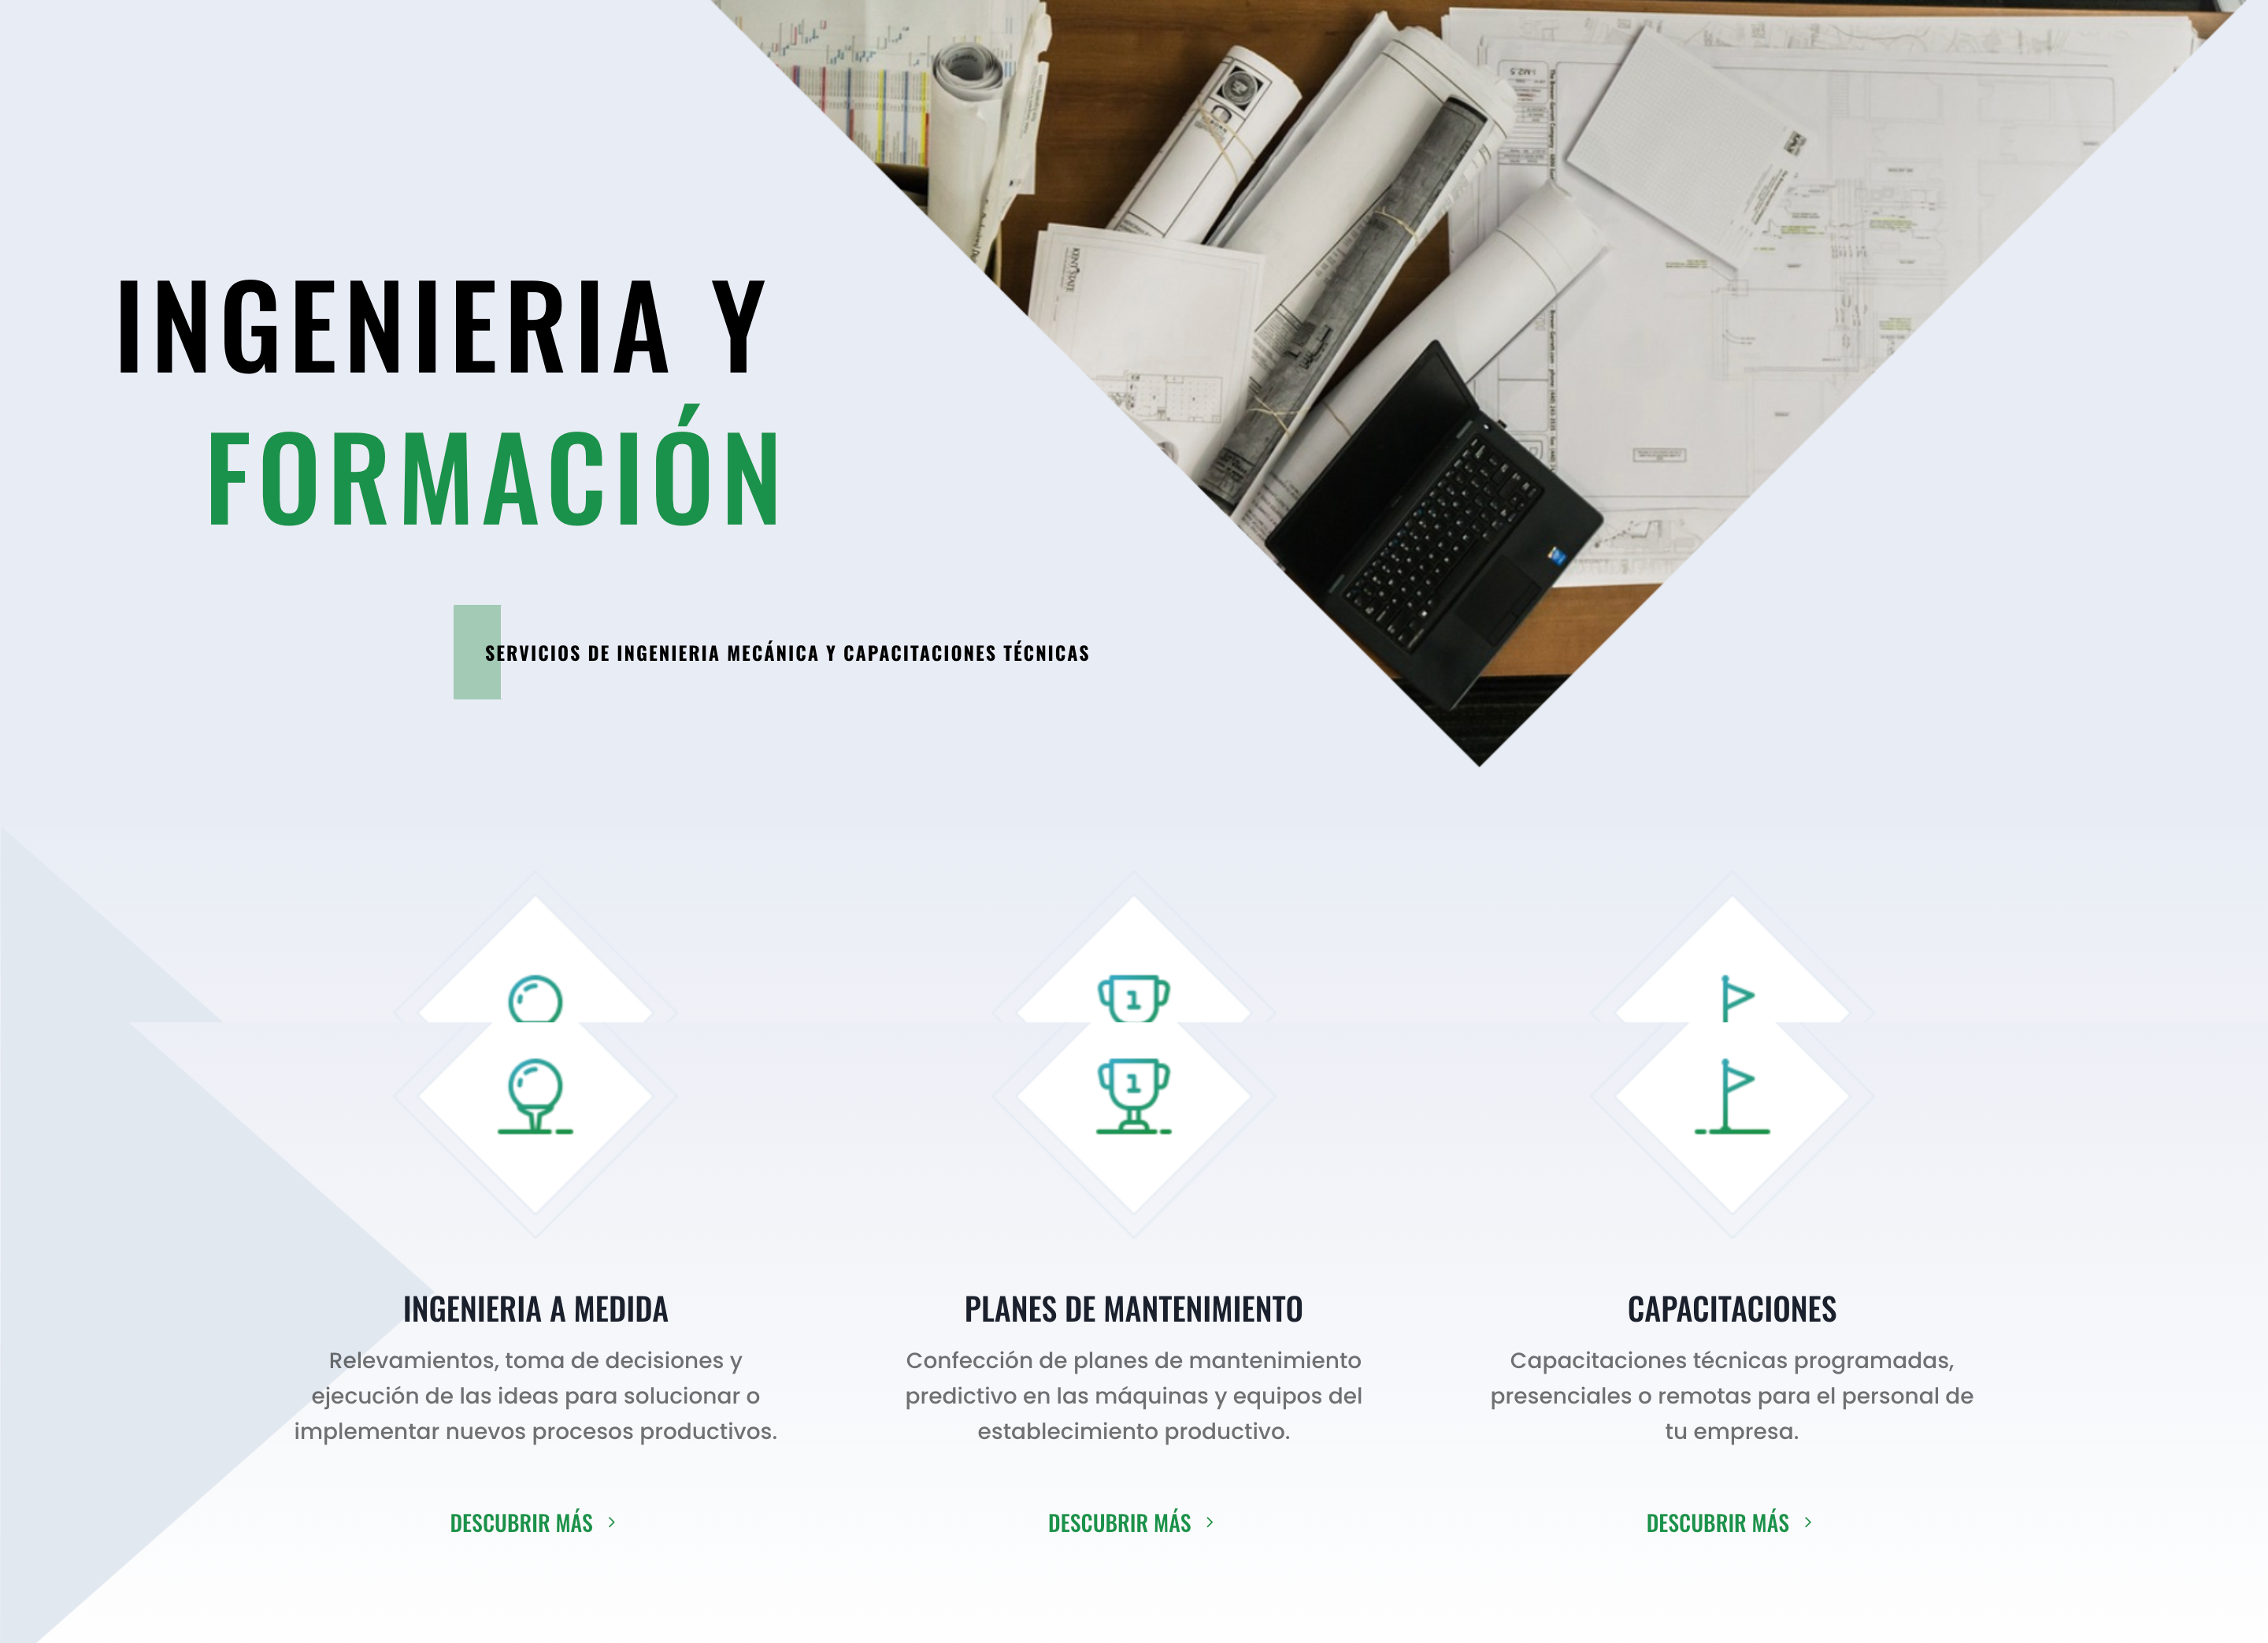 INGENIERIA Y
FORMACIÓN
SERVICIOS DE INGENIERIA MECÁNICA Y CAPACITACIONES TÉCNICAS
1
1
INGENIERIA A MEDIDA
Relevamientos, toma de decisiones y
ejecución de las ideas para solucionar o
implementar nuevos procesos productivos.
DESCUBRIR MÁS
PLANES DE MANTENIMIENTO
Confección de planes de mantenimiento
predictivo en las máquinas y equipos del
establecimiento productivo.
DESCUBRIR MÁS
CAPACITACIONES
Capacitaciones técnicas programadas,
presenciales o remotas para el personal de
tu empresa.
DESCUBRIR MÁS